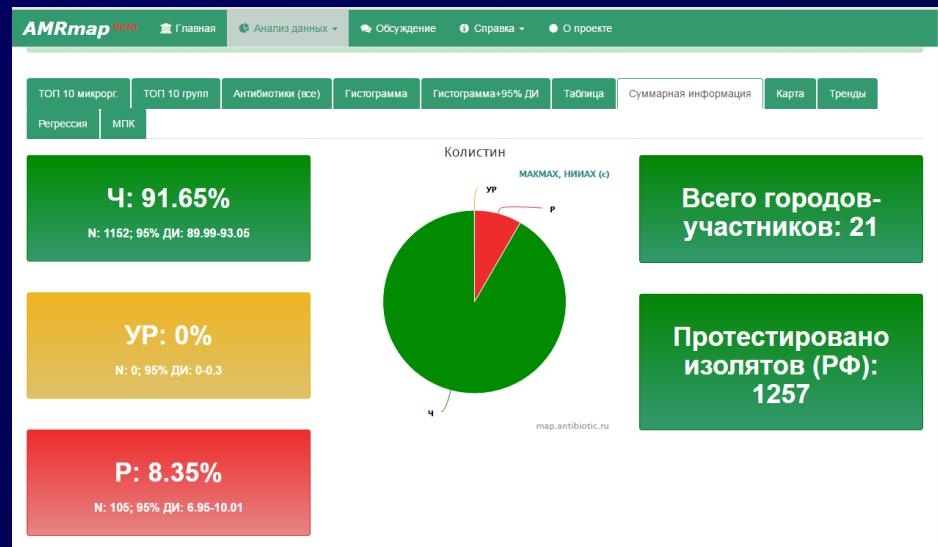 AMRmap beta Главная Анализ данных Обсуждение Справка О проекте
ТОП 10 микрорг. ТОП 10 групп Антибиотики (все) Гистограмма Гистограмма+95% ДИ Таблица Суммарная информация Карта Тренды
Регрессия МПК
Ч: 91.65%
N: 1152; 95% ДИ: 89.99-93.05
УР: 0%
N: 0; 95% ДИ: 0-0.3
Р: 8.35%
N: 105; 95% ДИ: 6.95-10.01
Колистин
МАКМАХ, НИИАХ (c)
УР
Р
Ч
map.antibiotic.ru
Всего городов-
участников: 21
Протестировано
изолятов (РФ):
1257